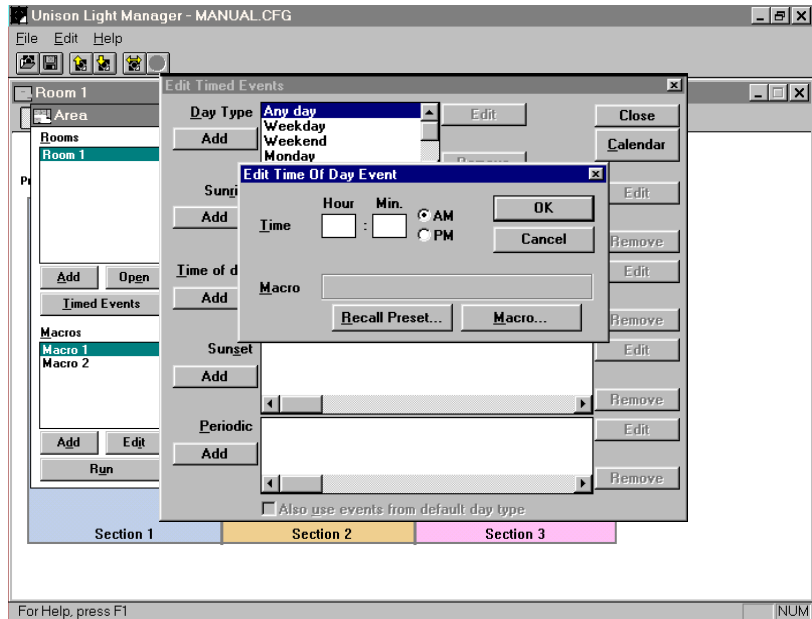 Unison Light Manager - MANUAL.CFG
File Edit Help
Room 1
Area
Rooms
Room 1
Add Open
Timed Events
Macros
Macro 1
Macro 2
Add Edit
Run
Edit Timed Events
Day Type
Add
Any day
Weekday
Weekend
Monday
Edit
Close
Calendar
Add
Edit
Remove
Time of d
Add
Edit
Remove
Edit Time Of Day Event
Hour Min.
Time : AM
PM
OK
Cancel
Macro
Recall Preset... Macro...
Sunset
Add
Edit
Remove
Periodic
Add
Edit
Remove
Also use events from default day type
Section 1 Section 2 Section 3
For Help, press F1 NUM